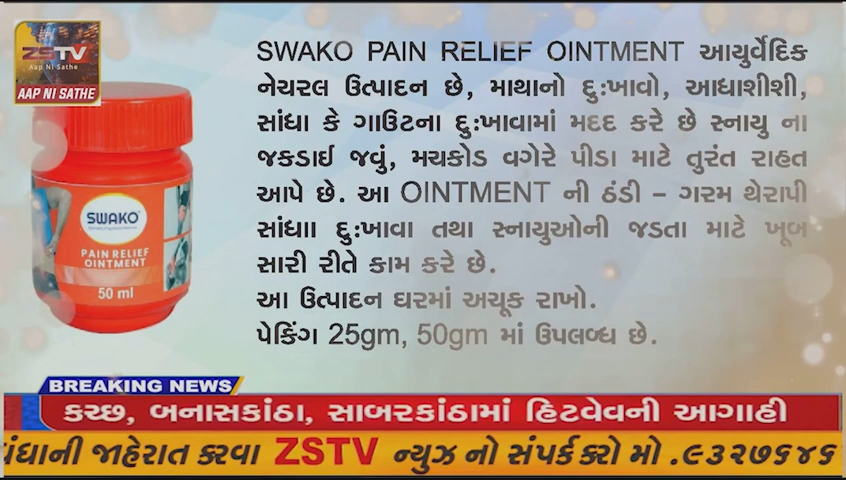 ZSTV
Aap Ni Sathe
AAP NI SATHE
SWAKO PAIN RELIEF OINTMENT આયુર્વેદિક
નેચરલ ઉત્પાદન છે, માથાનો દુઃખાવો, આધાશીશી,
સાંધા કે ગાઉટના દુઃખાવામાં મદદ કરે છે સ્નાયુ ના
જકડાઈ જવું, મચકોડ વગેરે પીડા માટે તુરંત રાહત
આપે છે. આ OINTMENT ની ઠંડી – ગરમ થેરાપી
સાંધાા દુઃખાવા તથા સ્નાયુઓની જડતા માટે ખૂબ
સારી રીતે કામ કરે છે.
આ ઉત્પાદન ઘરમાં અચૂક રાખો.
પેકિંગ 25gm, 50gm માં ઉપલબ્ધ છે.
SWAKO
PAIN RELIEF
OINTMENT
50 ml
BREAKING NEWS
કચ્છ, બનાસકાંઠા, સાબરકાંઠામાં હિટવેવની આગાહી
ધંધાની જાહેરાત કરવા ZSTV ન્યુઝ નો સંપર્ક કરો મો .૯૩૨૭૬૪૬